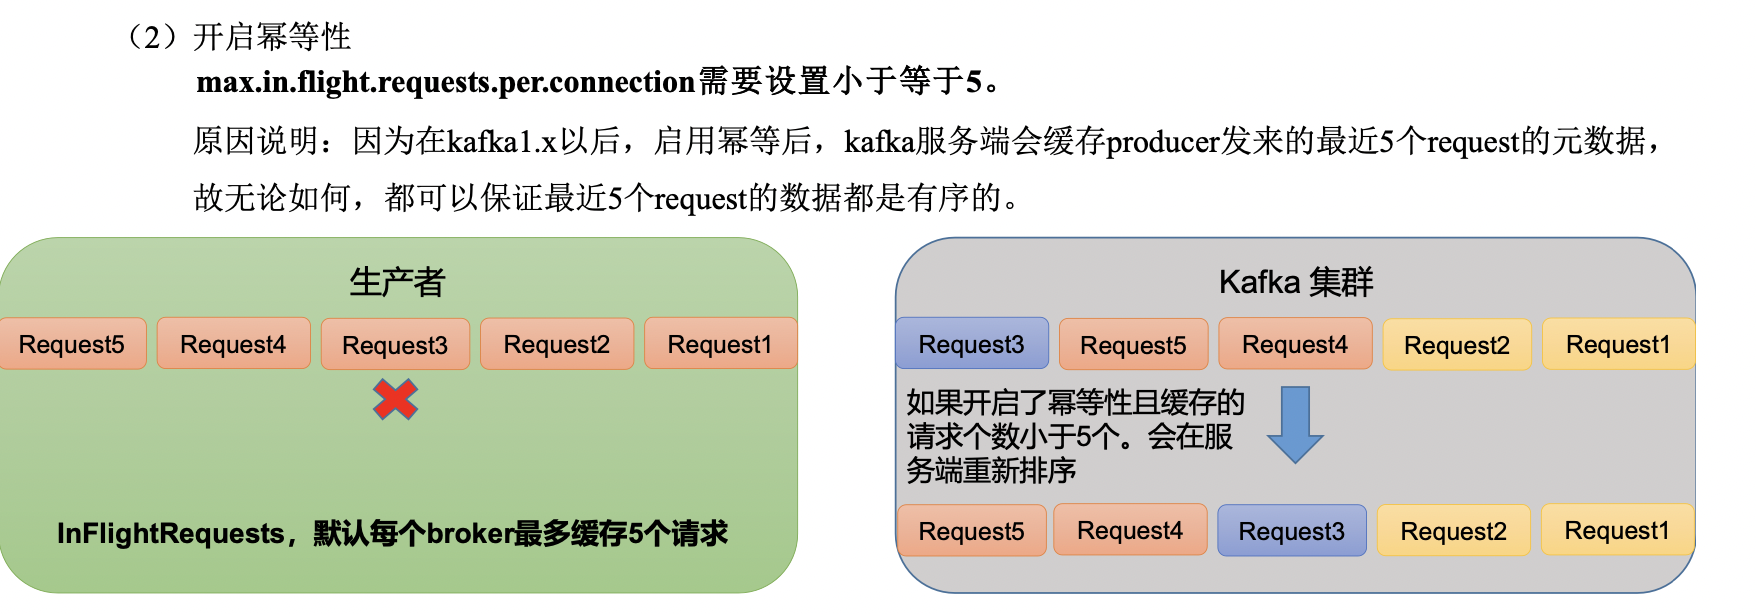 （2）开启幂等性
max.in.flight.requests.per.connection需要设置小于等于5。
原因说明：因为在kafka1.x以后，启用幂等后，kafka服务端会缓存producer发来的最近5个request的元数据，
故无论如何，都可以保证最近5个request的数据都是有序的。
生产者
Request5 Request4 Request3 Request2 Request1
InFlightRequests，默认每个broker最多缓存5个请求
Kafka 集群
Request3 Request5 Request4 Request2 Request1
如果开启了幂等性且缓存的
请求个数小于5个。会在服
务端重新排序
Request5 Request4 Request3 Request2 Request1